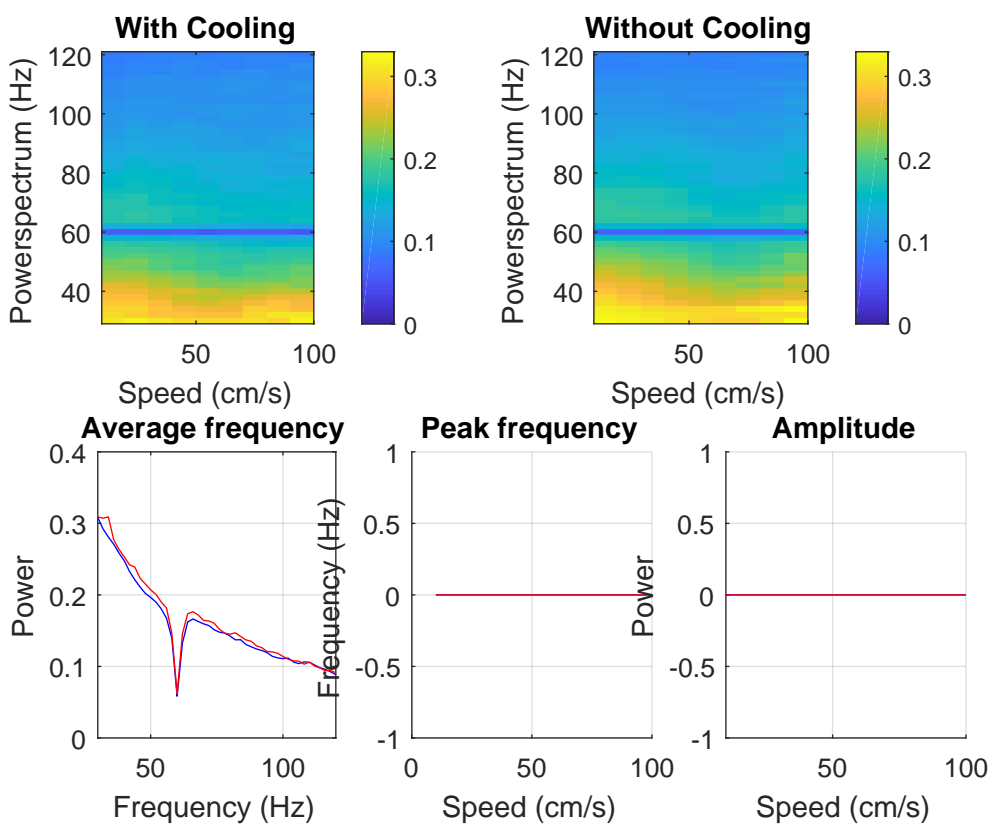 With Cooling
Powerspectrum (Hz)
120
100
80
60
40
50
100
Speed (cm/s)
0.3
0.2
0.1
0
Without Cooling
Powerspectrum (Hz)
120
100
80
60
40
50
100
Speed (cm/s)
0.3
0.2
0.1
0
Average frequency
Power
0.4
0.3
0.2
0.1
0
50
100
Frequency (Hz)
Peak frequency
Frequency (Hz)
1
0.5
0
-0.5
-1
0
50
100
Speed (cm/s)
Amplitude
Power
1
0.5
0
-0.5
-1
50
100
Speed (cm/s)